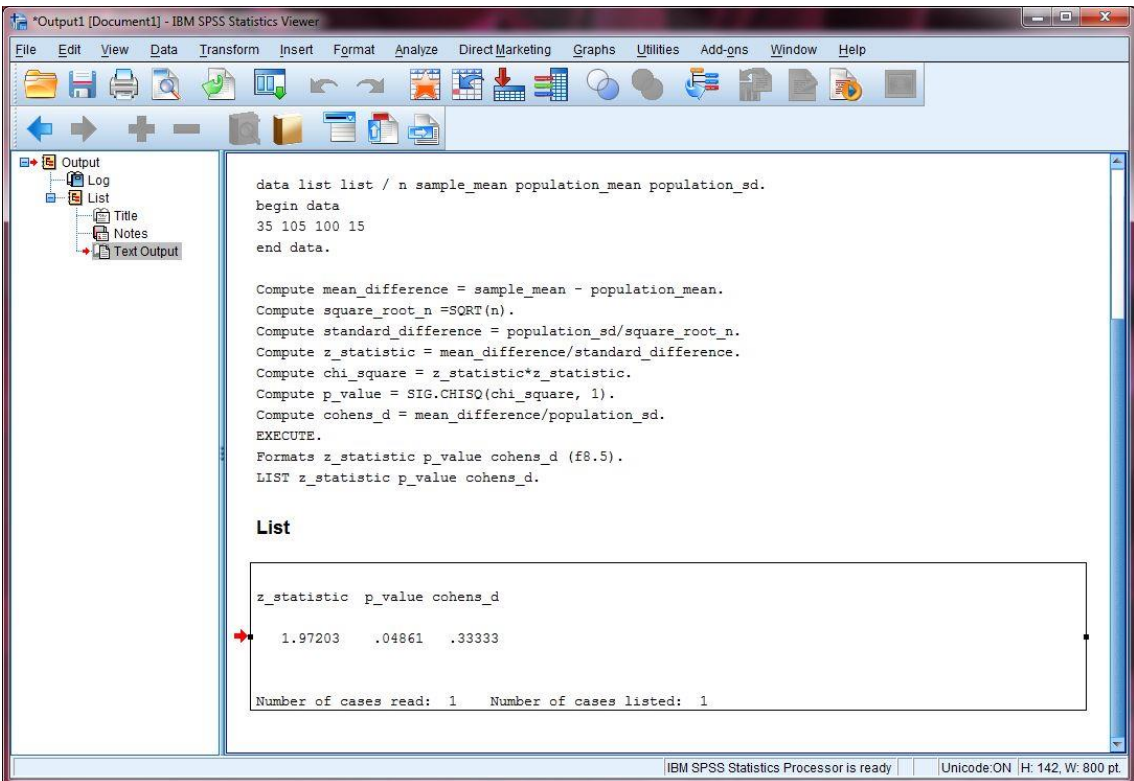 *Output1 [Document1] - IBM SPSS Statistics Viewer
File Edit View Data Transform Insert Format Analyze Direct Marketing Graphs Utilities Add-ons Window Help
Output
Log
List
Title
Notes
Text Output
data list list / n sample_mean population_mean population_sd.
begin data
35 105 100 15
end data.
Compute mean_difference = sample_mean - population_mean.
Compute square_root_n =SQRT(n).
Compute standard_difference = population_sd/square_root_n.
Compute z_statistic = mean_difference/standard_difference.
Compute chi_square = z_statistic*z_statistic.
Compute p_value = SIG.CHISQ(chi_square, 1).
Compute cohens_d = mean_difference/population_sd.
EXECUTE.
Formats z_statistic p_value cohens_d (f8.5).
LIST z_statistic p_value cohens_d.
List
z_statistic p_value cohens_d
1.97203 .04861 .33333
Number of cases read: 1 Number of cases listed: 1
IBM SPSS Statistics Processor is ready Unicode:ON H: 142, W: 800 pt.